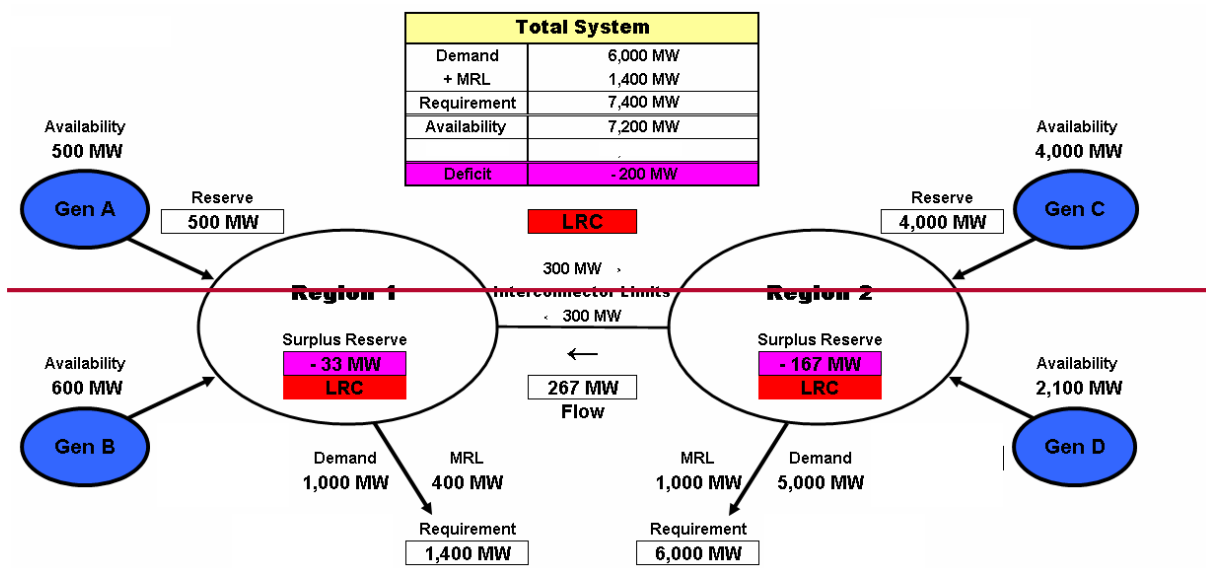 Total System
Demand 6,000 MW
+ MRL 1,400 MW
Requirement 7,400 MW
Availability 7,200 MW
Deficit - 200 MW
Availability
500 MW
Gen A
Reserve
500 MW
LRC
Availability
4,000 MW
Gen C
Reserve
4,000 MW
300 MW ›
Interconnector Limits
‹ 300 MW
Region 1
Region 2
Surplus Reserve
- 33 MW
LRC
←
267 MW
Flow
Surplus Reserve
- 167 MW
LRC
Availability
600 MW
Gen B
Availability
2,100 MW
Gen D
Demand
1,000 MW
MRL
400 MW
Requirement
1,400 MW
MRL
1,000 MW
Demand
5,000 MW
Requirement
6,000 MW